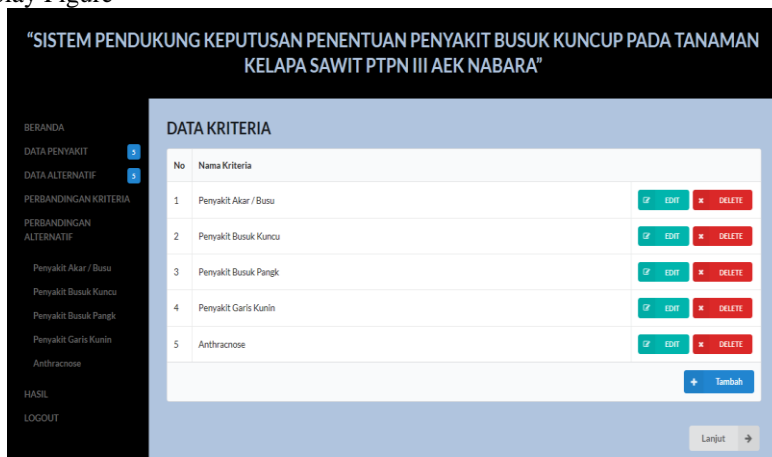 lay Figure
“SISTEM PENDUKUNG KEPUTUSAN PENENTUAN PENYAKIT BUSUK KUNCUP PADA TANAMAN
KELAPA SAWIT PTPN III AEK NABARA”
BERANDA
DATA PENYAKIT 5
DATA ALTERNATIF 5
PERBANDINGAN KRITERIA
PERBANDINGAN
ALTERNATIF
Penyakit Akar / Busu
Penyakit Busuk Kuncu
Penyakit Busuk Pangk
Penyakit Garis Kunin
Anthracnose
HASIL
LOGOUT
DATA KRITERIA
No Nama Kriteria
1 Penyakit Akar / Busu EDIT DELETE
2 Penyakit Busuk Kuncu EDIT DELETE
3 Penyakit Busuk Pangk EDIT DELETE
4 Penyakit Garis Kunin EDIT DELETE
5 Anthracnose EDIT DELETE
+ Tambah
Lanjut →